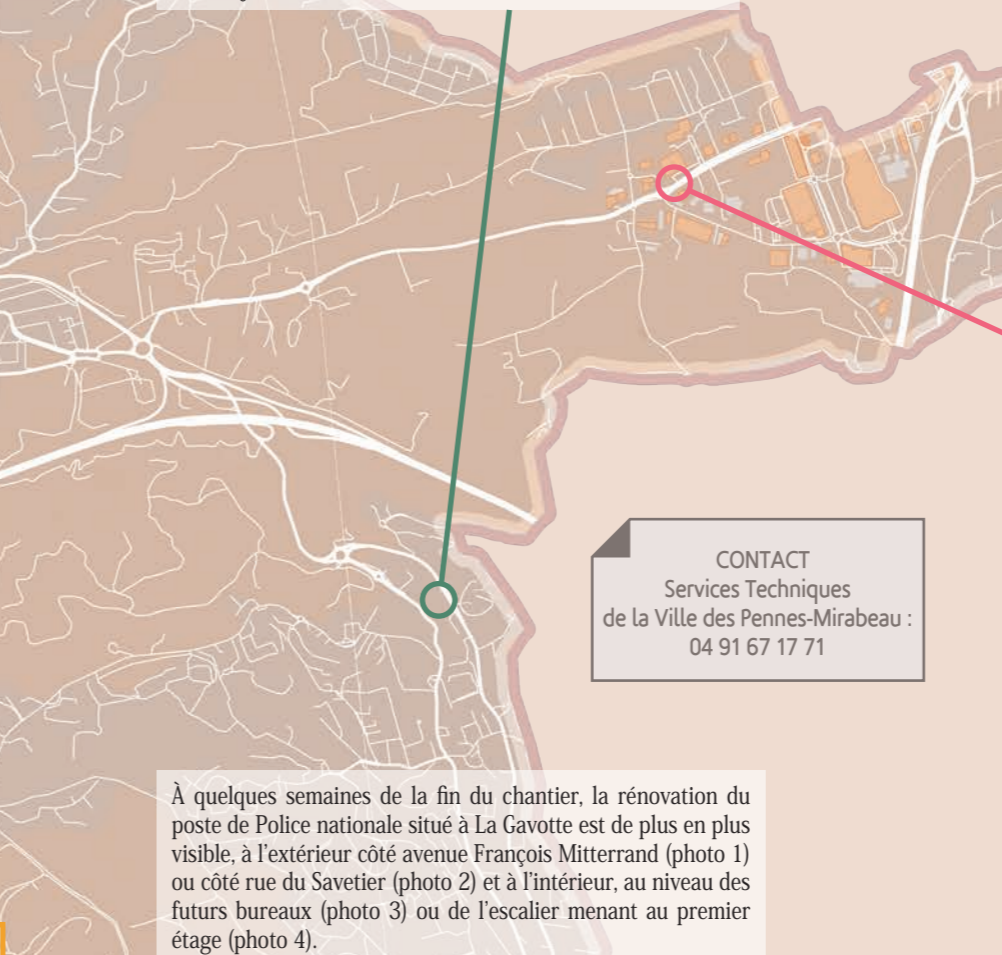 CONTACT
Services Techniques
de la Ville des Pennes-Mirabeau :
04 91 67 17 71
À quelques semaines de la fin du chantier, la rénovation du
poste de Police nationale situé à La Gavotte est de plus en plus
visible, à l'extérieur côté avenue François Mitterrand (photo 1)
ou côté rue du Savetier (photo 2) et à l'intérieur, au niveau des
futurs bureaux (photo 3) ou de l'escalier menant au premier
étage (photo 4).